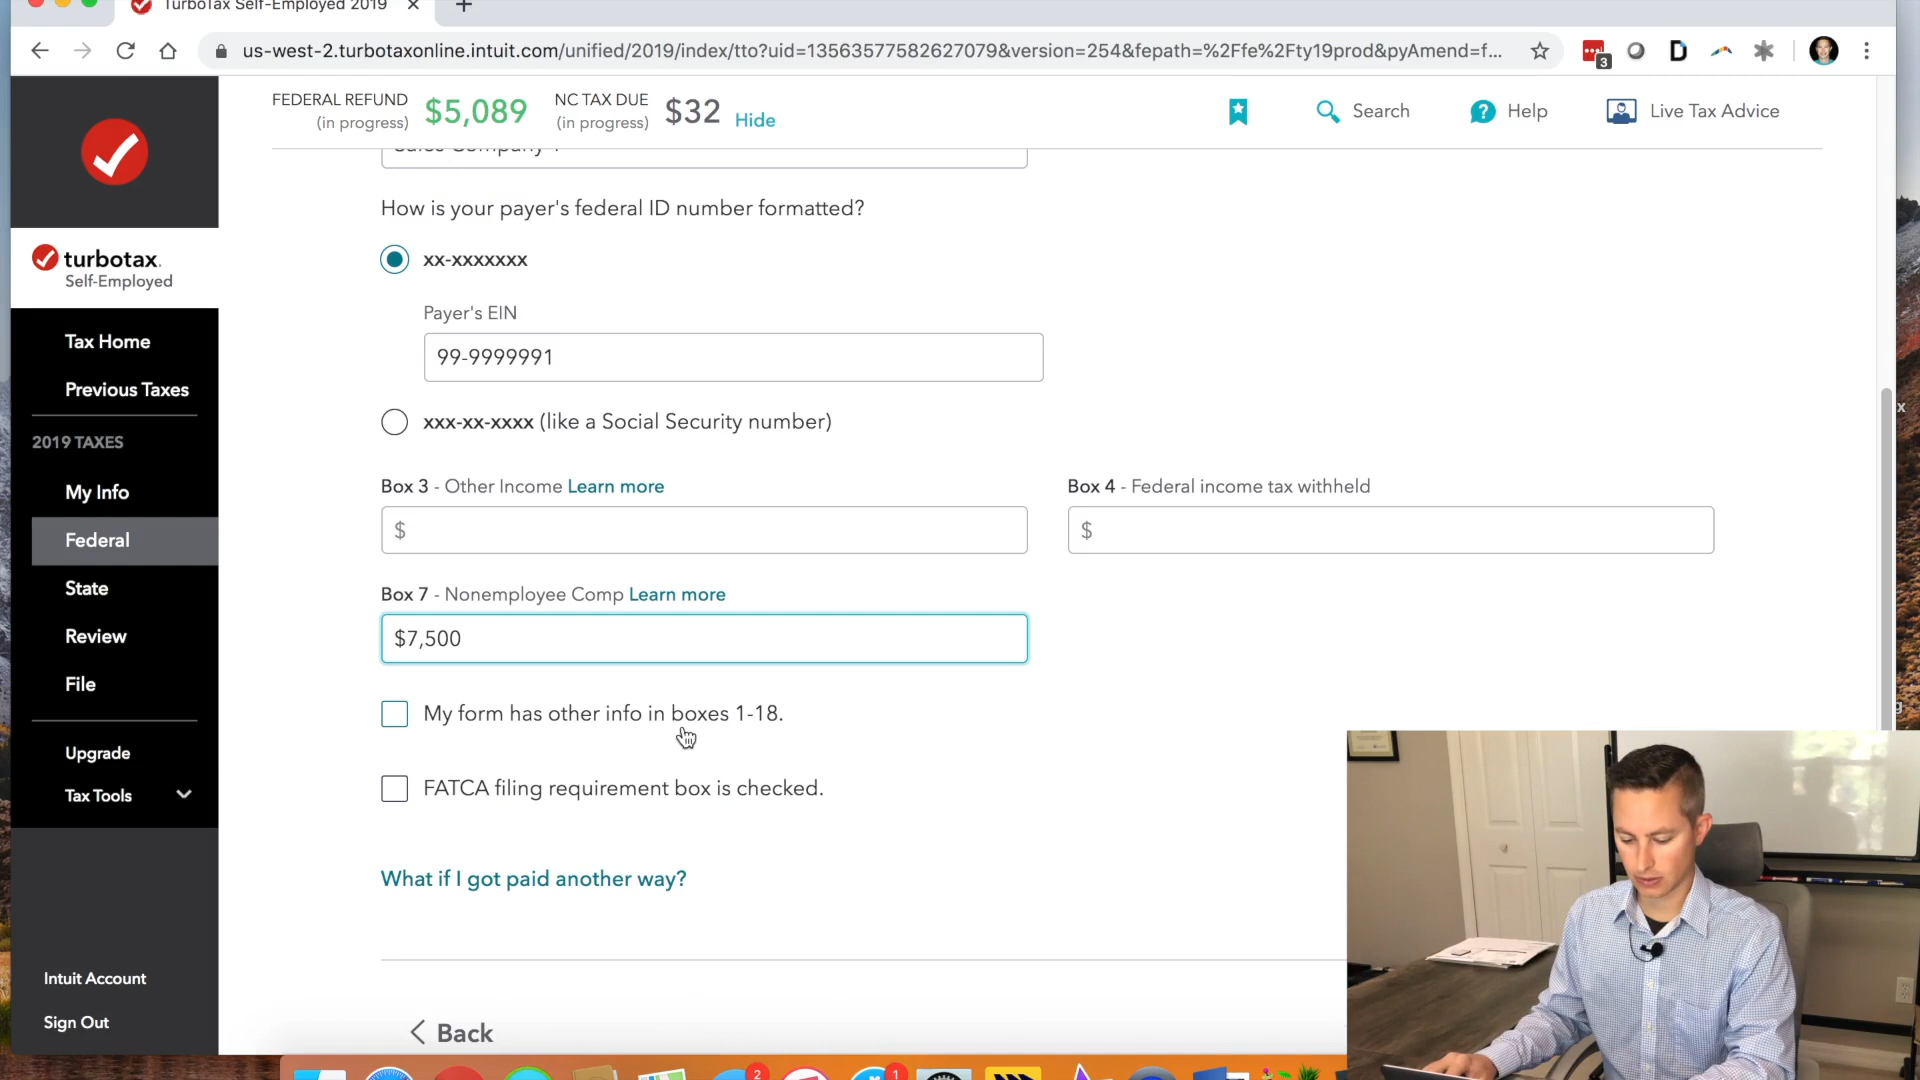 TurboTax Self-Employed 2019
us-west-2.turbotaxonline.intuit.com/unified/2019/index/tto?uid=13563577582627079&version=254&fepath=%2Ffe%2Fty19prod&pyAmend=f...
3
FEDERAL REFUND
(in progress)
$5,089
NC TAX DUE
(in progress)
$32
Hide
Search
Help
Live Tax Advice
turbotax.
Self-Employed
Tax Home
Previous Taxes
2019 TAXES
My Info
Federal
State
Review
File
Upgrade
Tax Tools
Intuit Account
Sign Out
Sales Company
How is your payer's federal ID number formatted?
xx-xxxxxxx
Payer's EIN
99-9999991
xxx-xx-xxxx (like a Social Security number)
Box 3 - Other Income Learn more
$
Box 4 - Federal income tax withheld
$
Box 7 - Nonemployee Comp Learn more
$7,500
My form has other info in boxes 1-18.
FATCA filing requirement box is checked.
What if I got paid another way?
Back
2
1